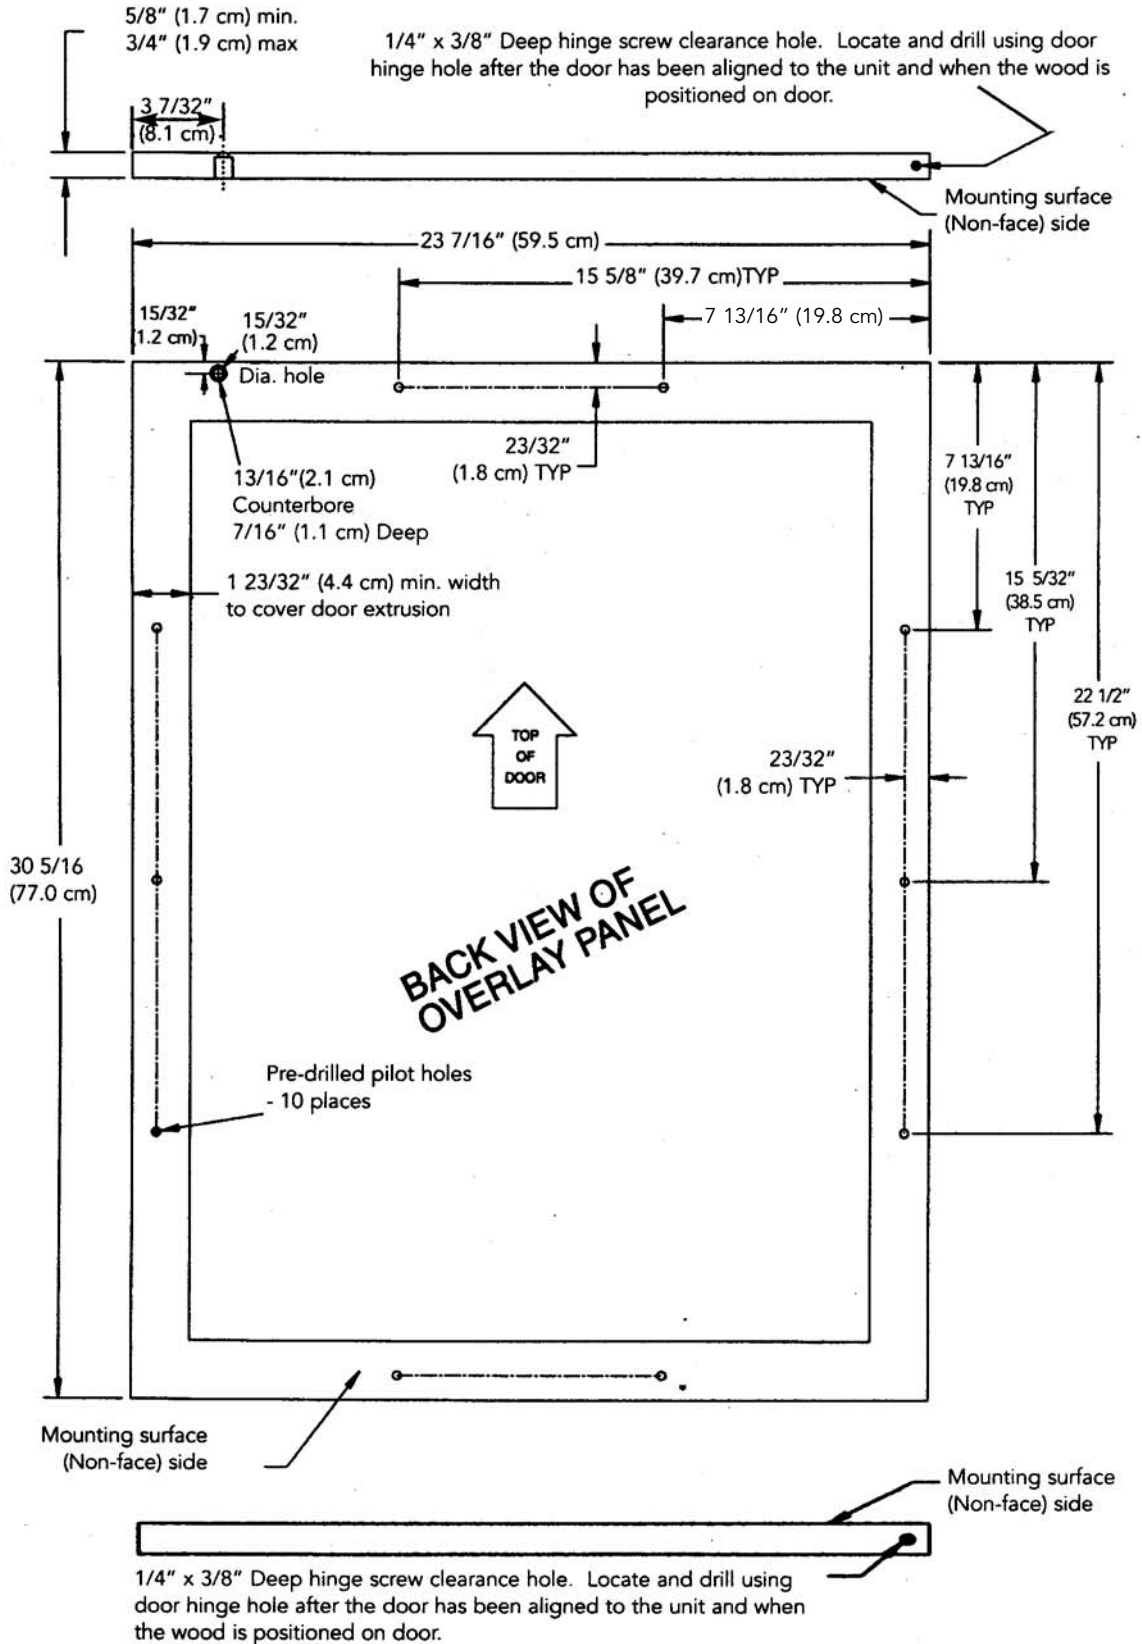 5/8" (1.7 cm) min.
3/4" (1.9 cm) max
1/4" x 3/8" Deep hinge screw clearance hole. Locate and drill using door
hinge hole after the door has been aligned to the unit and when the wood is
positioned on door.
3 7/32"
(8.1 cm)
Mounting surface
(Non-face) side
23 7/16" (59.5 cm)
15 5/8" (39.7 cm)TYP
7 13/16" (19.8 cm)
15/32"
(1.2 cm)
15/32"
(1.2 cm)
Dia. hole
23/32"
(1.8 cm) TYP
13/16"(2.1 cm)
Counterbore
7/16" (1.1 cm) Deep
7 13/16"
(19.8 cm)
TYP
1 23/32" (4.4 cm) min. width
to cover door extrusion
15 5/32"
(38.5 cm)
TYP
22 1/2"
(57.2 cm)
TYP
TOP
OF
DOOR
23/32"
(1.8 cm) TYP
30 5/16
(77.0 cm)
BACK VIEW OF
OVERLAY PANEL
Pre-drilled pilot holes
- 10 places
Mounting surface
(Non-face) side
Mounting surface
(Non-face) side
1/4" x 3/8" Deep hinge screw clearance hole. Locate and drill using
door hinge hole after the door has been aligned to the unit and when
the wood is positioned on door.